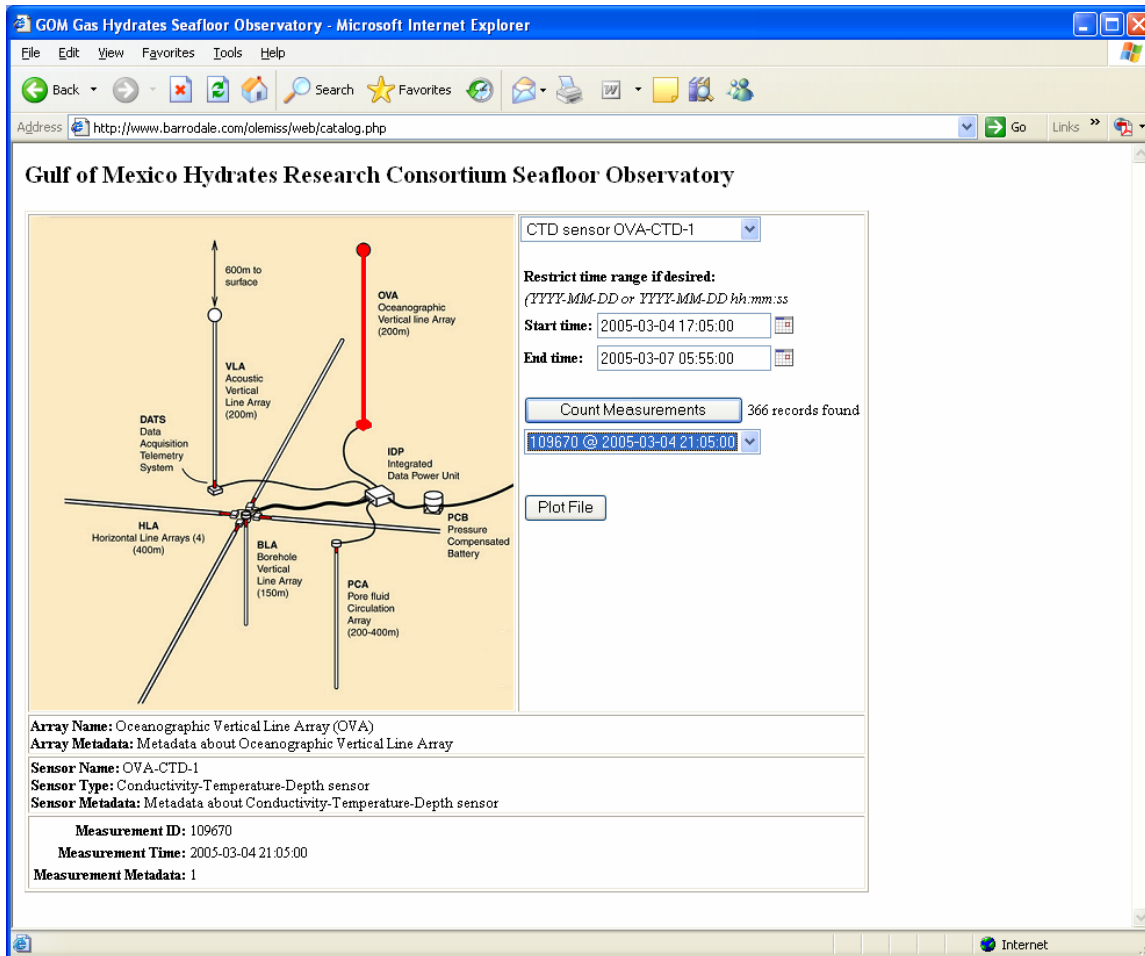 GOM Gas Hydrates Seafloor Observatory - Microsoft Internet Explorer
File Edit View Favorites Tools Help
Back Search Favorites
Address http://www.barrodale.com/olemiss/web/catalog.php Go Links »
Gulf of Mexico Hydrates Research Consortium Seafloor Observatory
600m to
surface
OVA
Oceanographic
Vertical line Array
(200m)
VLA
Acoustic
Vertical
Line Array
(200m)
DATS
Data
Acquisition
Telemetry
System
IDP
Integrated
Data Power Unit
PCB
Pressure
Compensated
Battery
HLA
Horizontal Line Arrays (4)
(400m)
BLA
Borehole
Vertical
Line Array
(150m)
PCA
Pore fluid
Circulation
Array
(200-400m)
CTD sensor OVA-CTD-1
Restrict time range if desired:
(YYYY-MM-DD or YYYY-MM-DD hh:mm:ss
Start time: 2005-03-04 17:05:00
End time: 2005-03-07 05:55:00
Count Measurements 366 records found
109670 @ 2005-03-04 21:05:00
Plot File
Array Name: Oceanographic Vertical Line Array (OVA)
Array Metadata: Metadata about Oceanographic Vertical Line Array
Sensor Name: OVA-CTD-1
Sensor Type: Conductivity-Temperature-Depth sensor
Sensor Metadata: Metadata about Conductivity-Temperature-Depth sensor
Measurement ID: 109670
Measurement Time: 2005-03-04 21:05:00
Measurement Metadata: 1
Internet